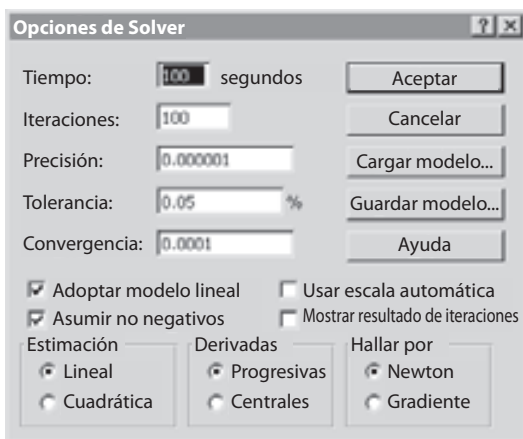 Opciones de Solver
Tiempo: 100 segundos Aceptar
Iteraciones: 100 Cancelar
Precisión: 0.000001 Cargar modelo...
Tolerancia: 0.05 % Guardar modelo...
Convergencia: 0.0001 Ayuda
Adoptar modelo lineal Usar escala automática
Asumir no negativos Mostrar resultado de iteraciones
Estimación Derivadas Hallar por
Lineal Progresivas Newton
Cuadrática Centrales Gradiente